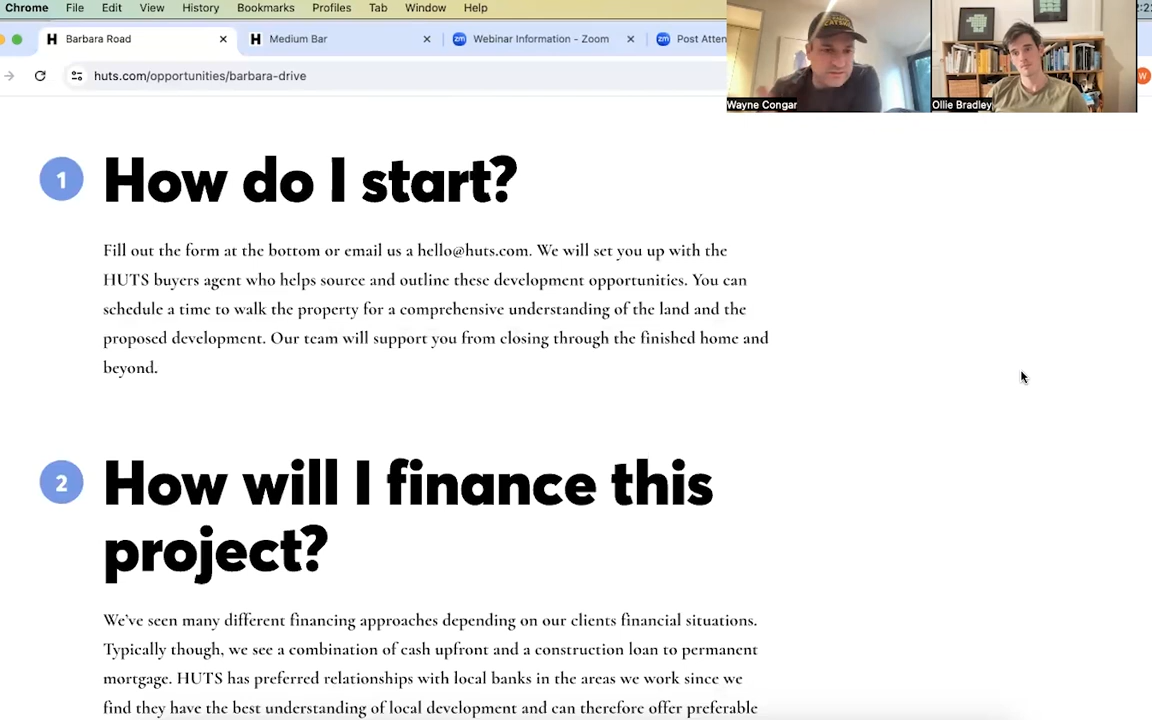 Chrome File Edit View History Bookmarks Profiles Tab Window Help
Barbara Road
Medium Bar
Webinar Information - Zoom
Post Atten
huts.com/opportunities/barbara-drive
W
Wayne Congar
Ollie Bradley
1 How do I start?
Fill out the form at the bottom or email us a hello@huts.com. We will set you up with the
HUTS buyers agent who helps source and outline these development opportunities. You can
schedule a time to walk the property for a comprehensive understanding of the land and the
proposed development. Our team will support you from closing through the finished home and
beyond.
2 How will I finance this
project?
We've seen many different financing approaches depending on our clients financial situations.
Typically though, we see a combination of cash upfront and a construction loan to permanent
mortgage. HUTS has preferred relationships with local banks in the areas we work since we
find they have the best understanding of local development and can therefore offer preferable